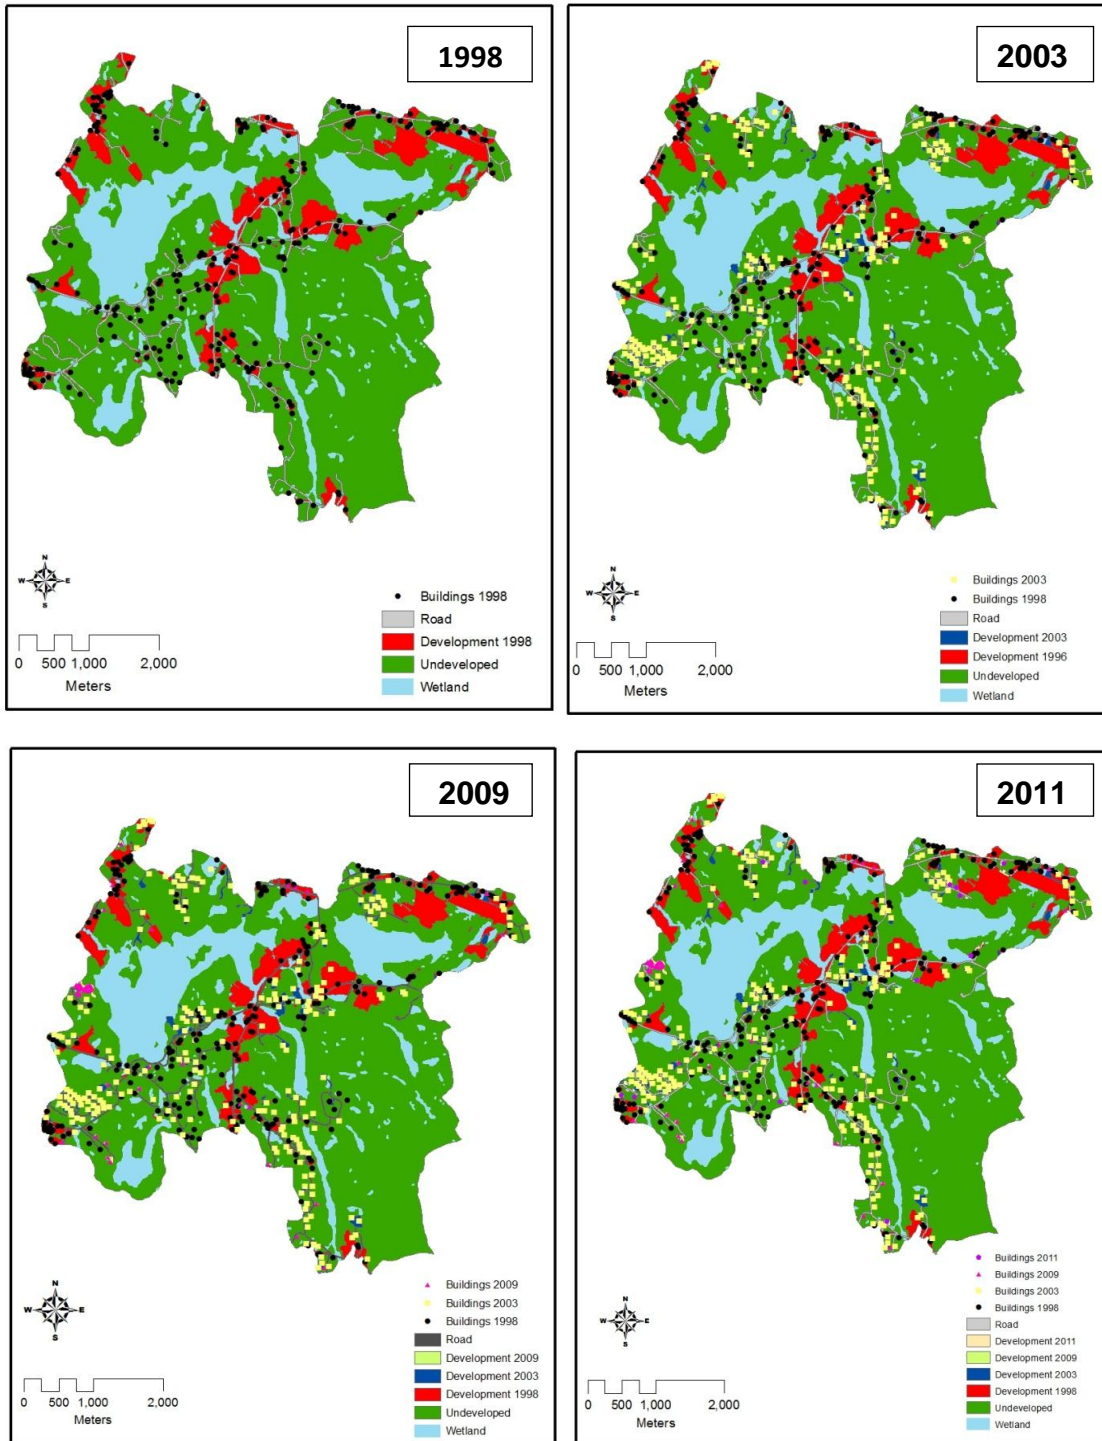 1998
N
W E
S
0 500 1,000 2,000
Meters
Buildings 1998
Road
Development 1998
Undeveloped
Wetland
2003
N
W E
S
0 500 1,000 2,000
Meters
Buildings 2003
Buildings 1998
Road
Development 2003
Development 1996
Undeveloped
Wetland
2009
N
W E
S
0 500 1,000 2,000
Meters
Buildings 2009
Buildings 2003
Buildings 1998
Road
Development 2009
Development 2003
Development 1998
Undeveloped
Wetland
2011
N
W E
S
0 500 1,000 2,000
Meters
Buildings 2011
Buildings 2009
Buildings 2003
Buildings 1998
Road
Development 2011
Development 2009
Development 2003
Development 1998
Undeveloped
Wetland